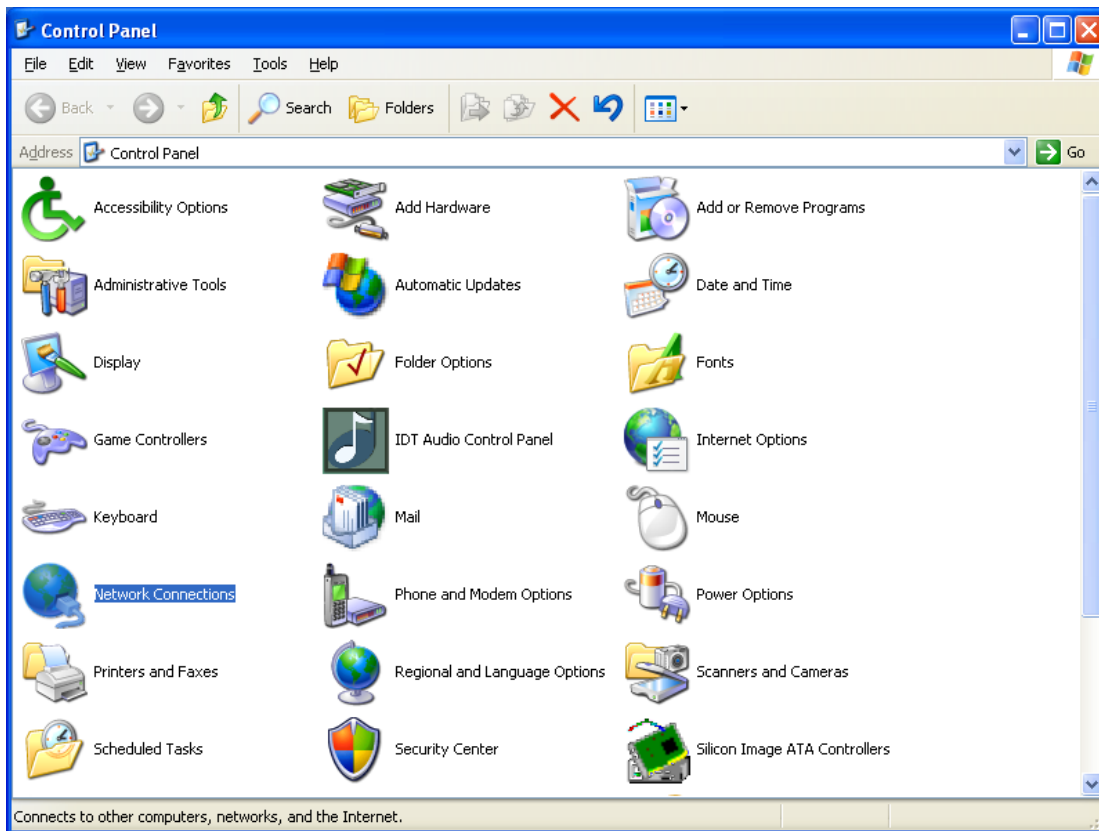 Control Panel
File Edit View Favorites Tools Help
Back Search Folders
Address Control Panel Go
Accessibility Options Add Hardware Add or Remove Programs
Administrative Tools Automatic Updates Date and Time
Display Folder Options Fonts
Game Controllers IDT Audio Control Panel Internet Options
Keyboard Mail Mouse
Network Connections Phone and Modem Options Power Options
Printers and Faxes Regional and Language Options Scanners and Cameras
Scheduled Tasks Security Center Silicon Image ATA Controllers
Connects to other computers, networks, and the Internet.